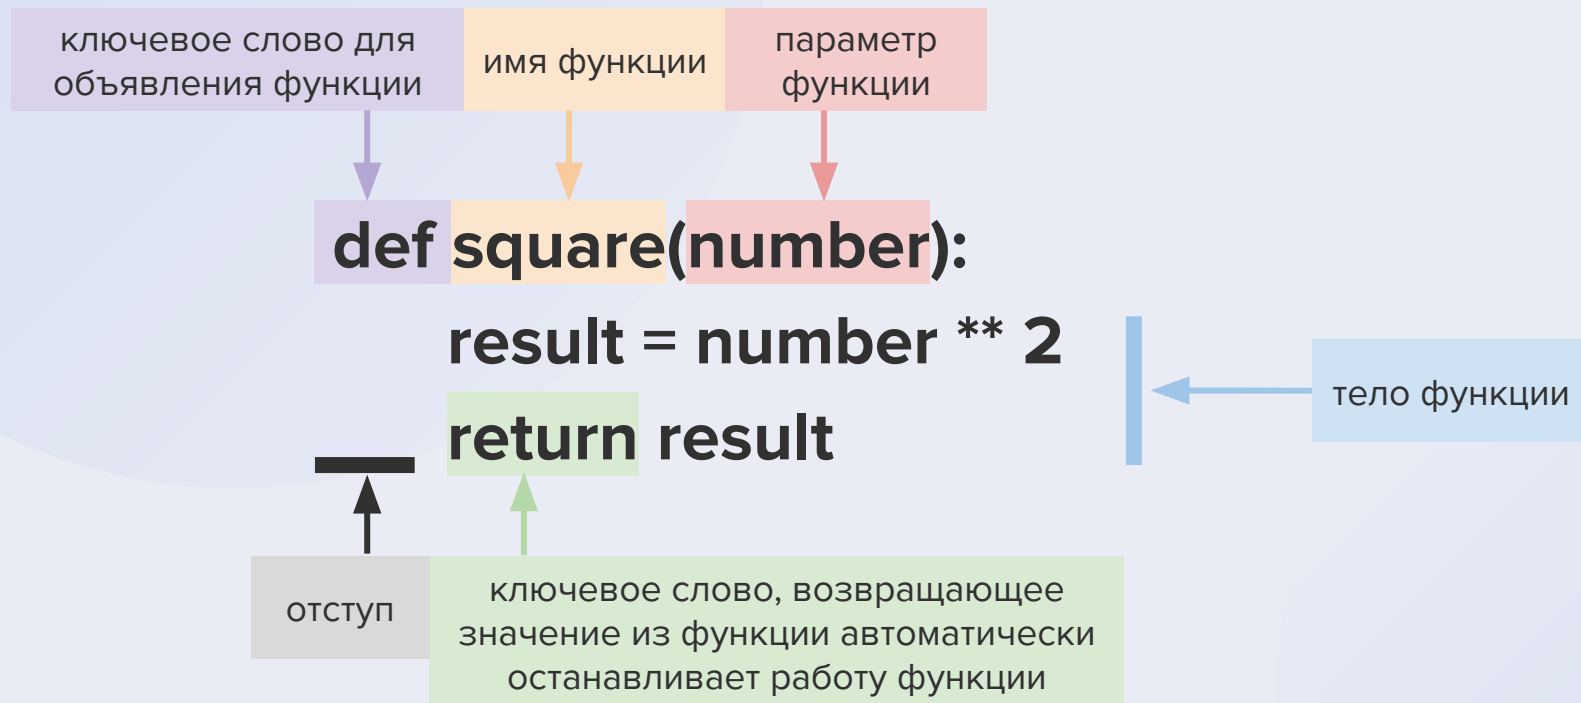 ключевое слово для
объявления функции
имя функции
параметр
функции
def square(number):
result = number ** 2
return result
тело функции
отступ
ключевое слово, возвращающее
значение из функции автоматически
останавливает работу функции